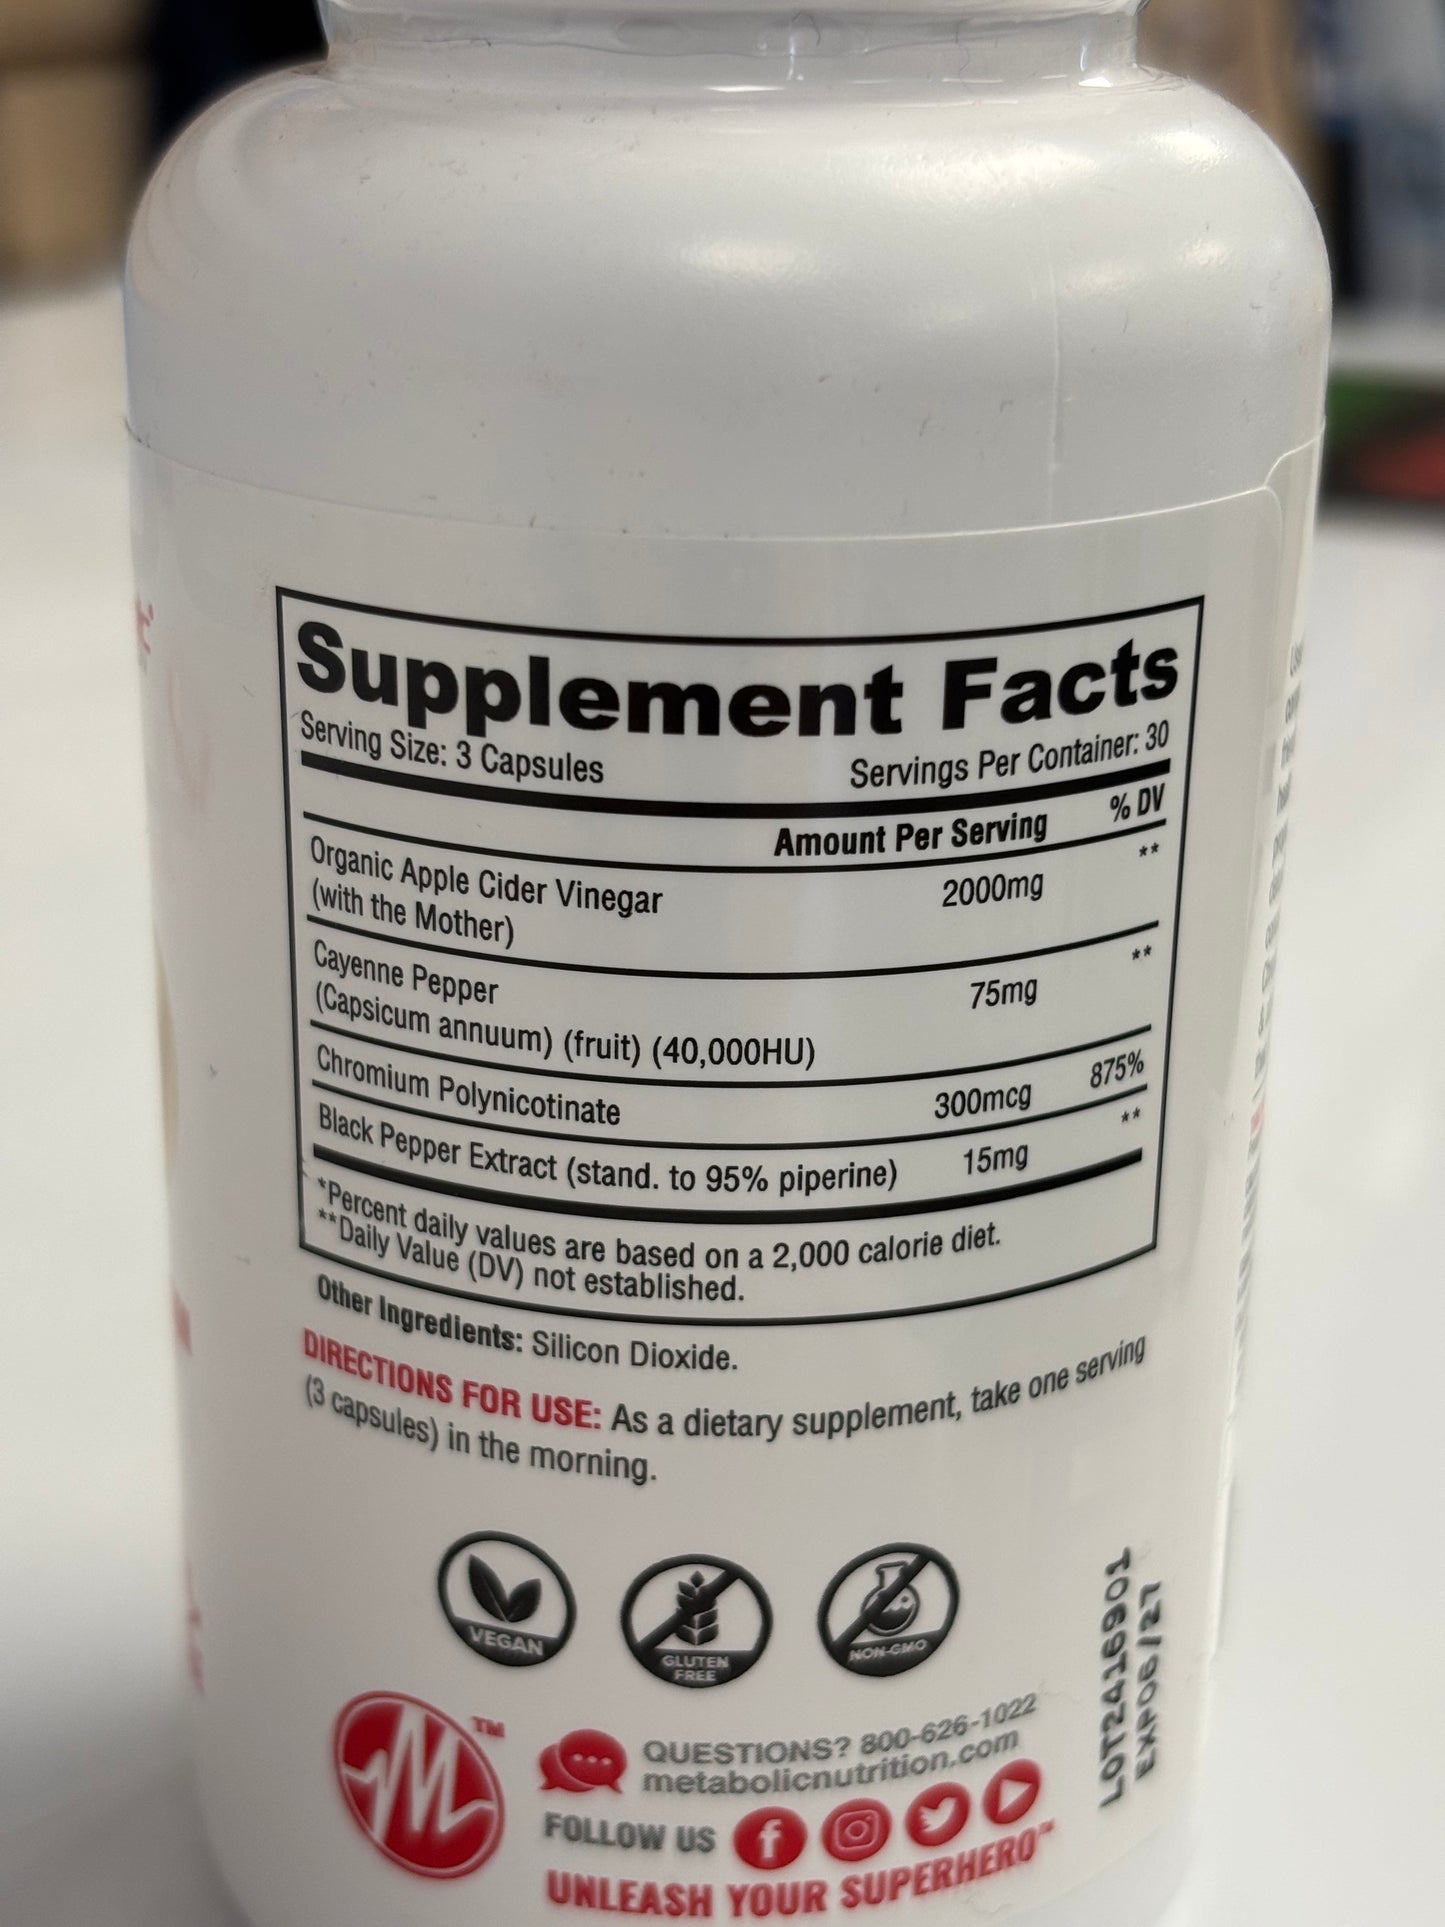 Supplement Facts
Serving Size: 3 Capsules Servings Per Container: 30
Amount Per Serving % DV
Organic Apple Cider Vinegar 2000mg **
(with the Mother)
Cayenne Pepper 75mg **
(Capsicum annuum) (fruit) (40,000HU)
Chromium Polynicotinate 300mcg 875%
Black Pepper Extract (stand. to 95% piperine) 15mg **
*Percent daily values are based on a 2,000 calorie diet.
**Daily Value (DV) not established.
Other Ingredients: Silicon Dioxide.
DIRECTIONS FOR USE: As a dietary supplement, take one serving
(3 capsules) in the morning.
VEGAN
GLUTEN
FREE
NON-GMO
M™
QUESTIONS? 800-626-1022
metabolicnutrition.com
FOLLOW US
UNLEASH YOUR SUPERHERO™
LOT2416901
EXP06/27